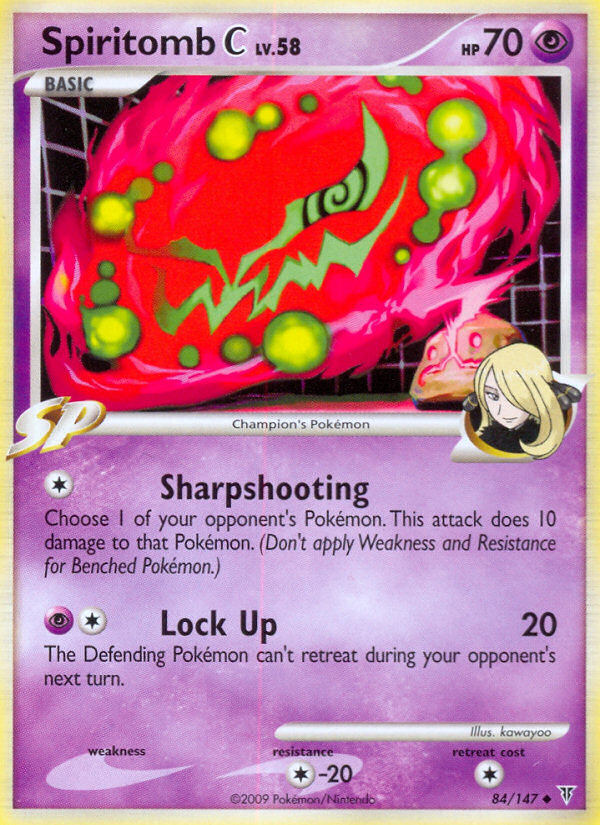 Spiritomb C LV.58
HP 70
BASIC
SP
Champion's Pokémon
Sharpshooting
Choose 1 of your opponent's Pokémon. This attack does 10
damage to that Pokémon. (Don't apply Weakness and Resistance
for Benched Pokémon.)
Lock Up 20
The Defending Pokémon can't retreat during your opponent's
next turn.
Illus. kawayoo
weakness resistance retreat cost
-20
©2009 Pokémon/Nintendo
84/147